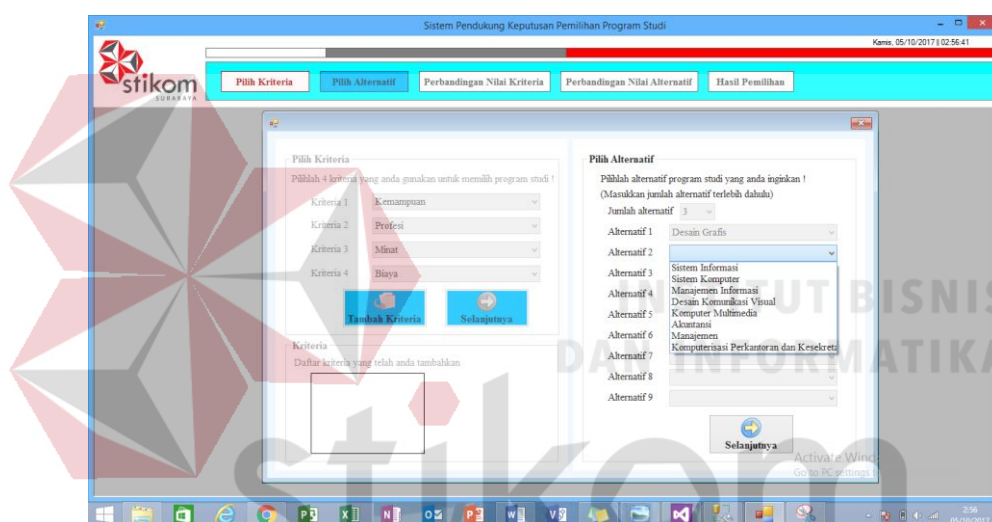 Sistem Pendukung Keputusan Pemilihan Program Studi
Kamis, 05/10/2017 || 02:56:41
stikom
SURABAYA
Pilih Kriteria
Pilih Alternatif
Perbandingan Nilai Kriteria
Perbandingan Nilai Alternatif
Hasil Pemilihan
Pilih Kriteria
Pilihlah 4 kriteria yang anda gunakan untuk memilih program studi !
Kriteria 1 Kemampuan
Kriteria 2 Profesi
Kriteria 3 Minat
Kriteria 4 Biaya
Tambah Kriteria
Selanjutnya
Kriteria
Daftar kriteria yang telah anda tambahkan
Pilih Alternatif
Pilihlah alternatif program studi yang anda inginkan !
(Masukkan jumlah alternatif terlebih dahulu)
Jumlah alternatif 3
Alternatif 1 Desain Grafis
Alternatif 2
Alternatif 3
Alternatif 4
Alternatif 5
Alternatif 6
Alternatif 7
Alternatif 8
Alternatif 9
Sistem Informasi
Sistem Komputer
Manajemen Informasi
Desain Komunikasi Visual
Komputer Multimedia
Akuntansi
Manajemen
Komputerisasi Perkantoran dan Kesekreta
Selanjutnya
Activate Wind
Go to PC settings t
INSTITUT BISNIS
DAN INFORMATIKA
stikom
2:56
05/10/2017